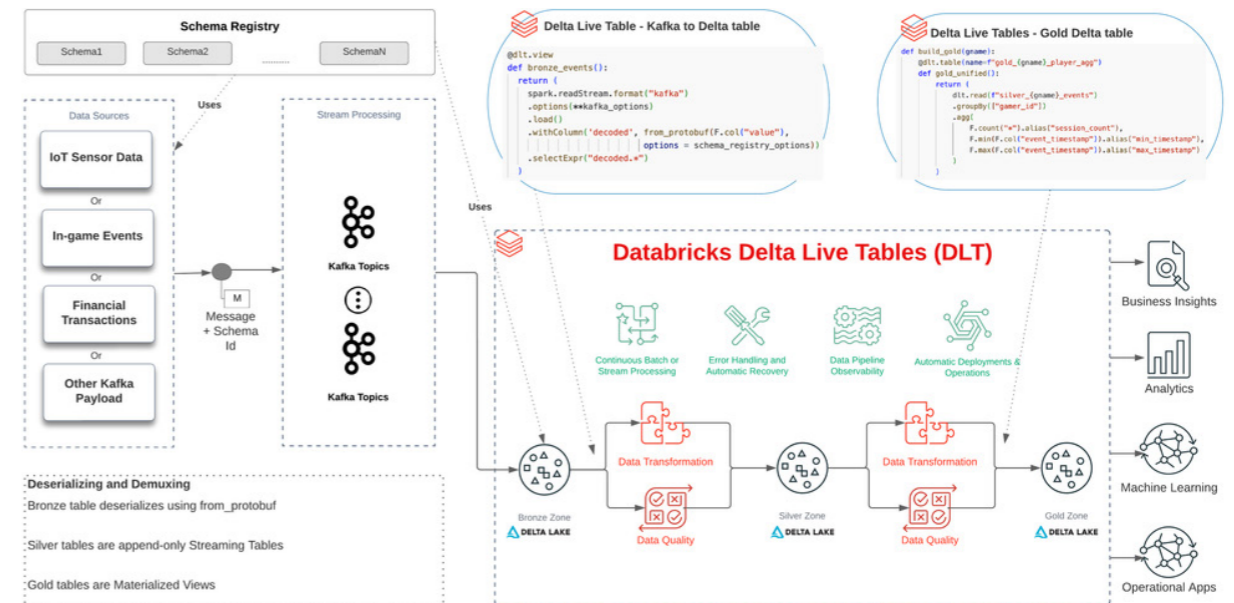 Schema Registry
Schema1
Schema2
SchemaN
Uses
Data Sources
IoT Sensor Data
Or
In-game Events
Or
Financial
Transactions
Or
Other Kafka
Payload
M
Message
+ Schema
Id
Stream Processing
Kafka Topics
Kafka Topics
Deserializing and Demuxing
Bronze table deserializes using from_protobuf
Silver tables are append-only Streaming Tables
Gold tables are Materialized Views
Uses
Delta Live Table - Kafka to Delta table
@dlt.view
def bronze_events():
return (
spark.readStream.format("kafka")
.options(**kafka_options)
.load()
.withColumn('decoded', from_protobuf(F.col("value"),
options = schema_registry_options))
.selectExpr("decoded.*")
)
Delta Live Tables - Gold Delta table
def build_gold(gname):
@dlt.table(name=f"gold_{gname}_player_agg")
def gold_unified():
return (
dlt.read(f"silver_{gname}_events")
.groupBy(["gamer_id"])
.agg(
F.count("*").alias("session_count"),
F.min(F.col("event_timestamp")).alias("min_timestamp"),
F.max(F.col("event_timestamp")).alias("max_timestamp")
)
)
Databricks Delta Live Tables (DLT)
Continuous Batch or
Stream Processing
Error Handling and
Automatic Recovery
Data Pipeline
Observability
Automatic Deployments &
Operations
Data Transformation
Data Quality
Data Transformation
Data Quality
Bronze Zone
DELTA LAKE
Silver Zone
DELTA LAKE
Gold Zone
DELTA LAKE
Business Insights
Analytics
Machine Learning
Operational Apps